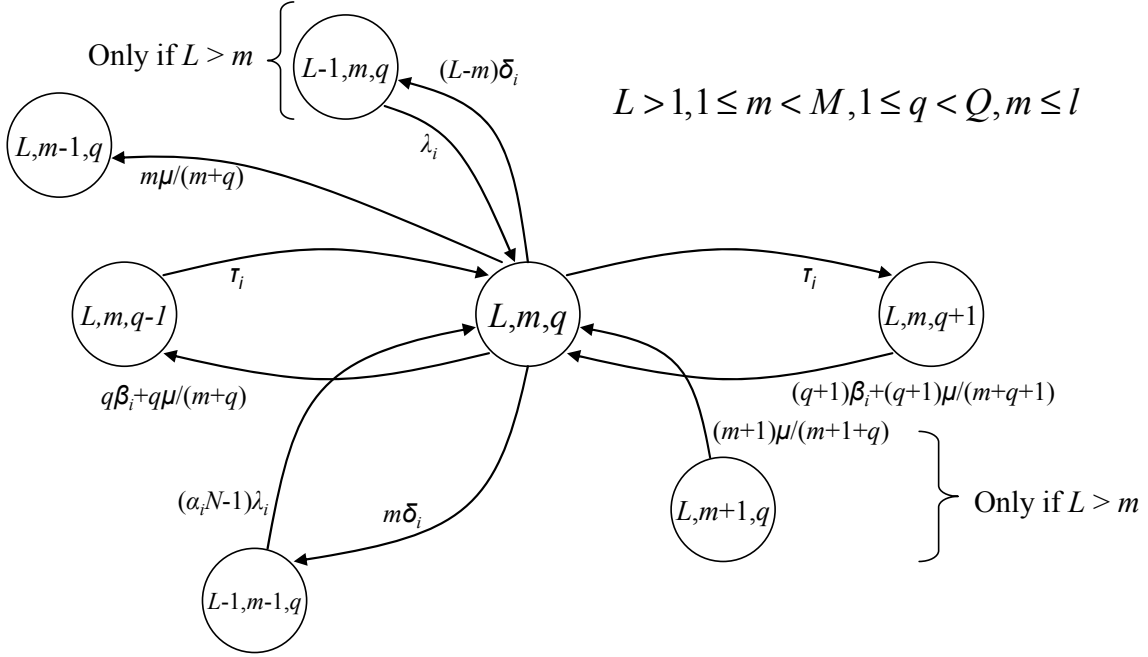 Only if L > m
L-1,m,q
(L-m)δᵢ
L > 1, 1 ≤ m < M, 1 ≤ q < Q, m ≤ l
L,m-1,q
λᵢ
mμ/(m+q)
τᵢ
τᵢ
L,m,q-1
L,m,q
L,m,q+1
qβᵢ+qμ/(m+q)
(q+1)βᵢ+(q+1)μ/(m+q+1)
(m+1)μ/(m+1+q)
(αᵢN-1)λᵢ
mδᵢ
L,m+1,q
Only if L > m
L-1,m-1,q